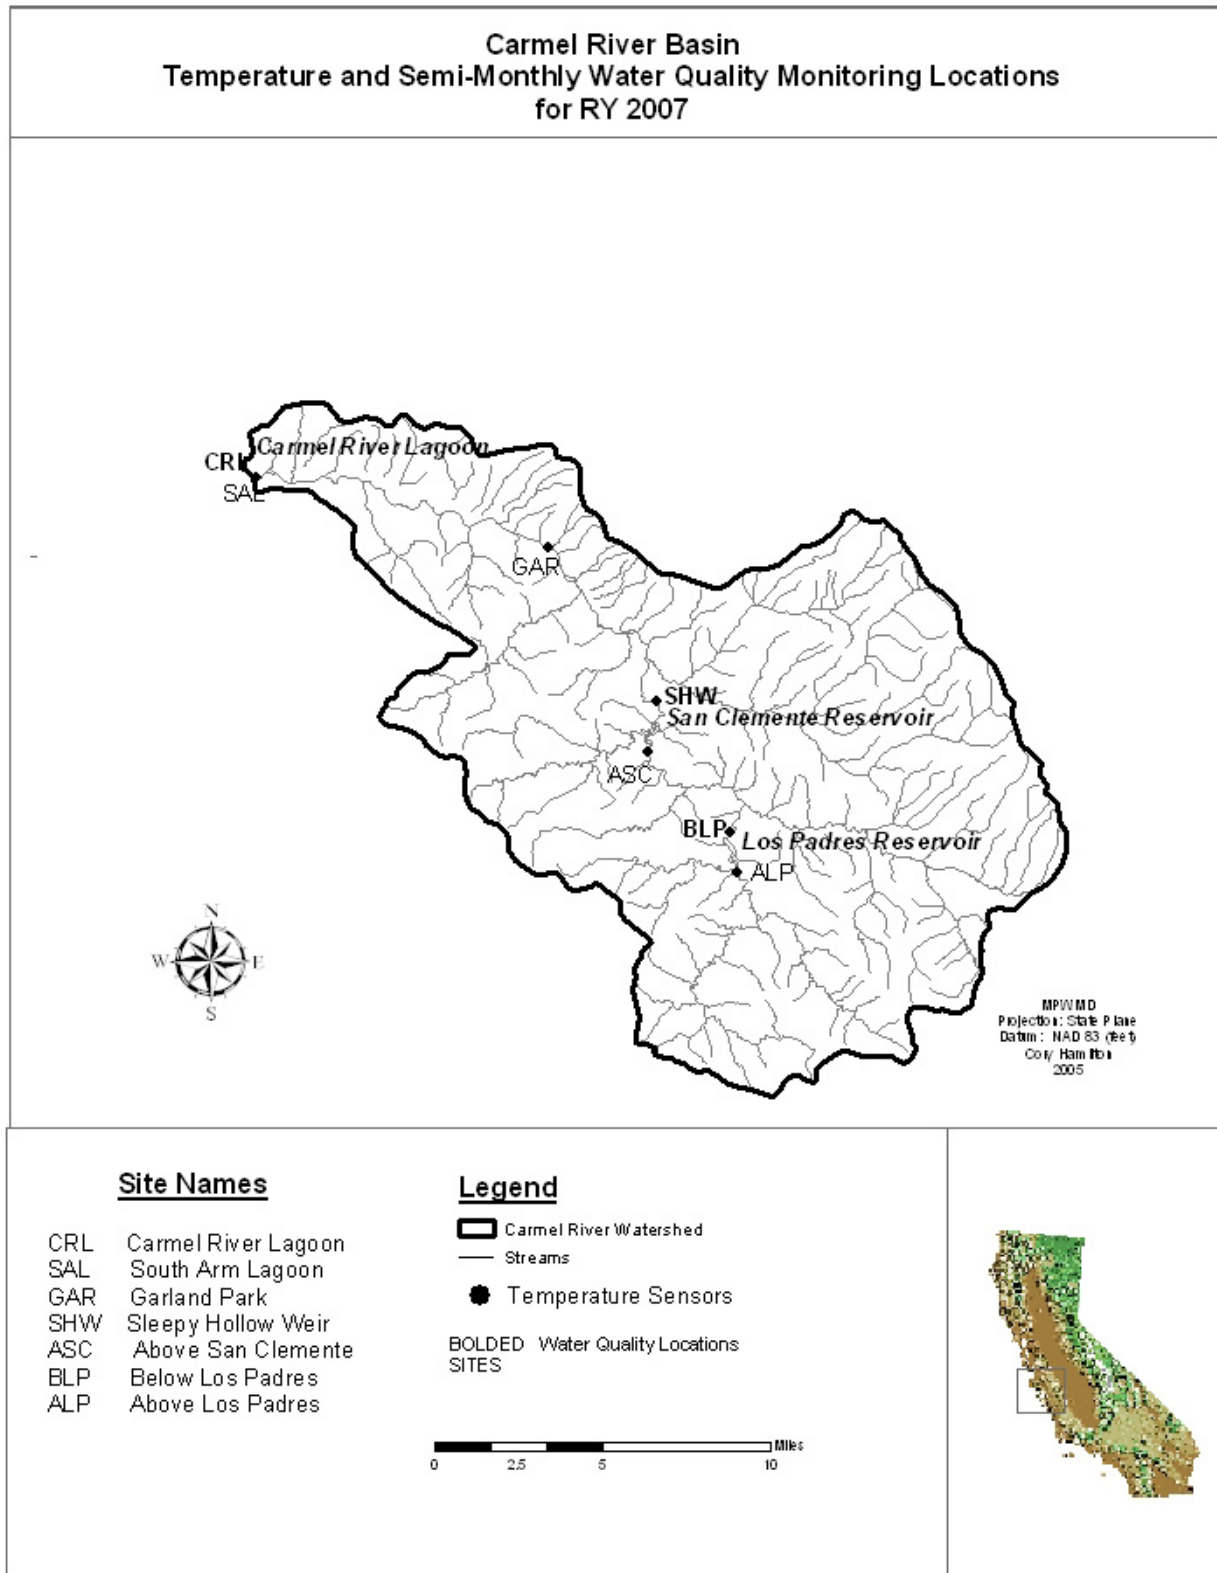 Carmel River Basin
Temperature and Semi-Monthly Water Quality Monitoring Locations
for RY 2007
Carmel River Lagoon
CRL
SAL
GAR
SHW
San Clemente Reservoir
ASC
BLP
Los Padres Reservoir
ALP
N
W E
S
MPWMD
Projection: State Plane
Datum: NAD 83 (feet)
Cory Hamilton
2005
Site Names
CRL Carmel River Lagoon
SAL South Arm Lagoon
GAR Garland Park
SHW Sleepy Hollow Weir
ASC Above San Clemente
BLP Below Los Padres
ALP Above Los Padres
Legend
Carmel River Watershed
Streams
Temperature Sensors
BOLDED Water Quality Locations
SITES
Miles
0 2.5 5 10